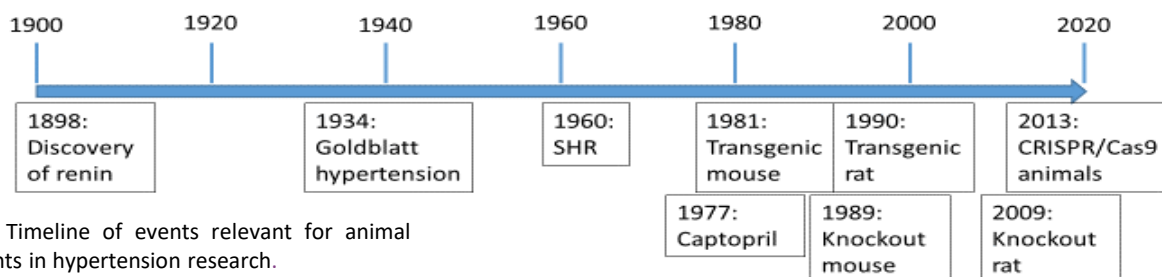 1900 1920 1940 1960 1980 2000 2020
1898:
Discovery
of renin
1934:
Goldblatt
hypertension
1960:
SHR
1981:
Transgenic
mouse
1990:
Transgenic
rat
2013:
CRISPR/Cas9
animals
1977:
Captopril
1989:
Knockout
mouse
2009:
Knockout
rat
Timeline of events relevant for animal
in hypertension research.